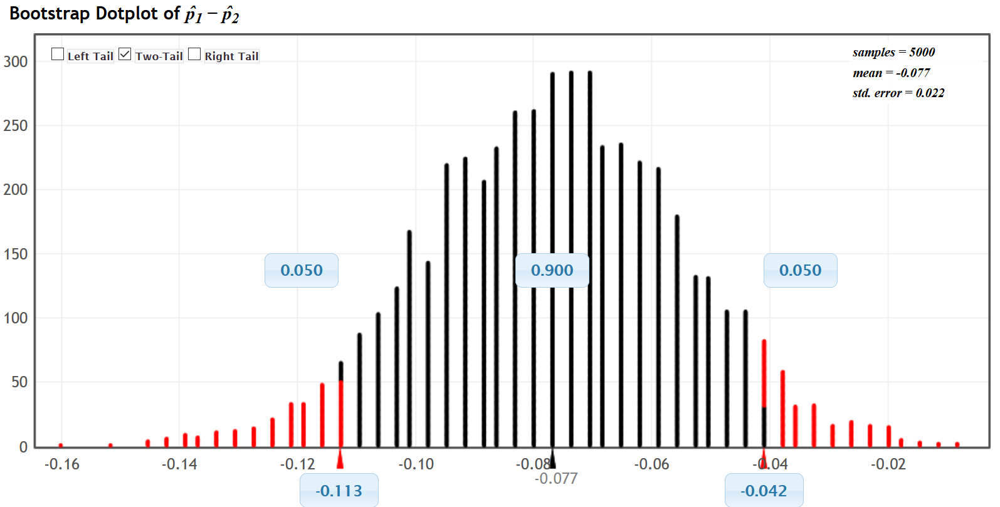 Bootstrap Dotplot of p̂₁ − p̂₂
Left Tail Two-Tail Right Tail
samples = 5000
mean = -0.077
std. error = 0.022
300
250
200
150
100
50
0
0.050 0.900 0.050
-0.16 -0.14 -0.12 -0.10 -0.08 -0.06 -0.04 -0.02
-0.077
-0.113 -0.042